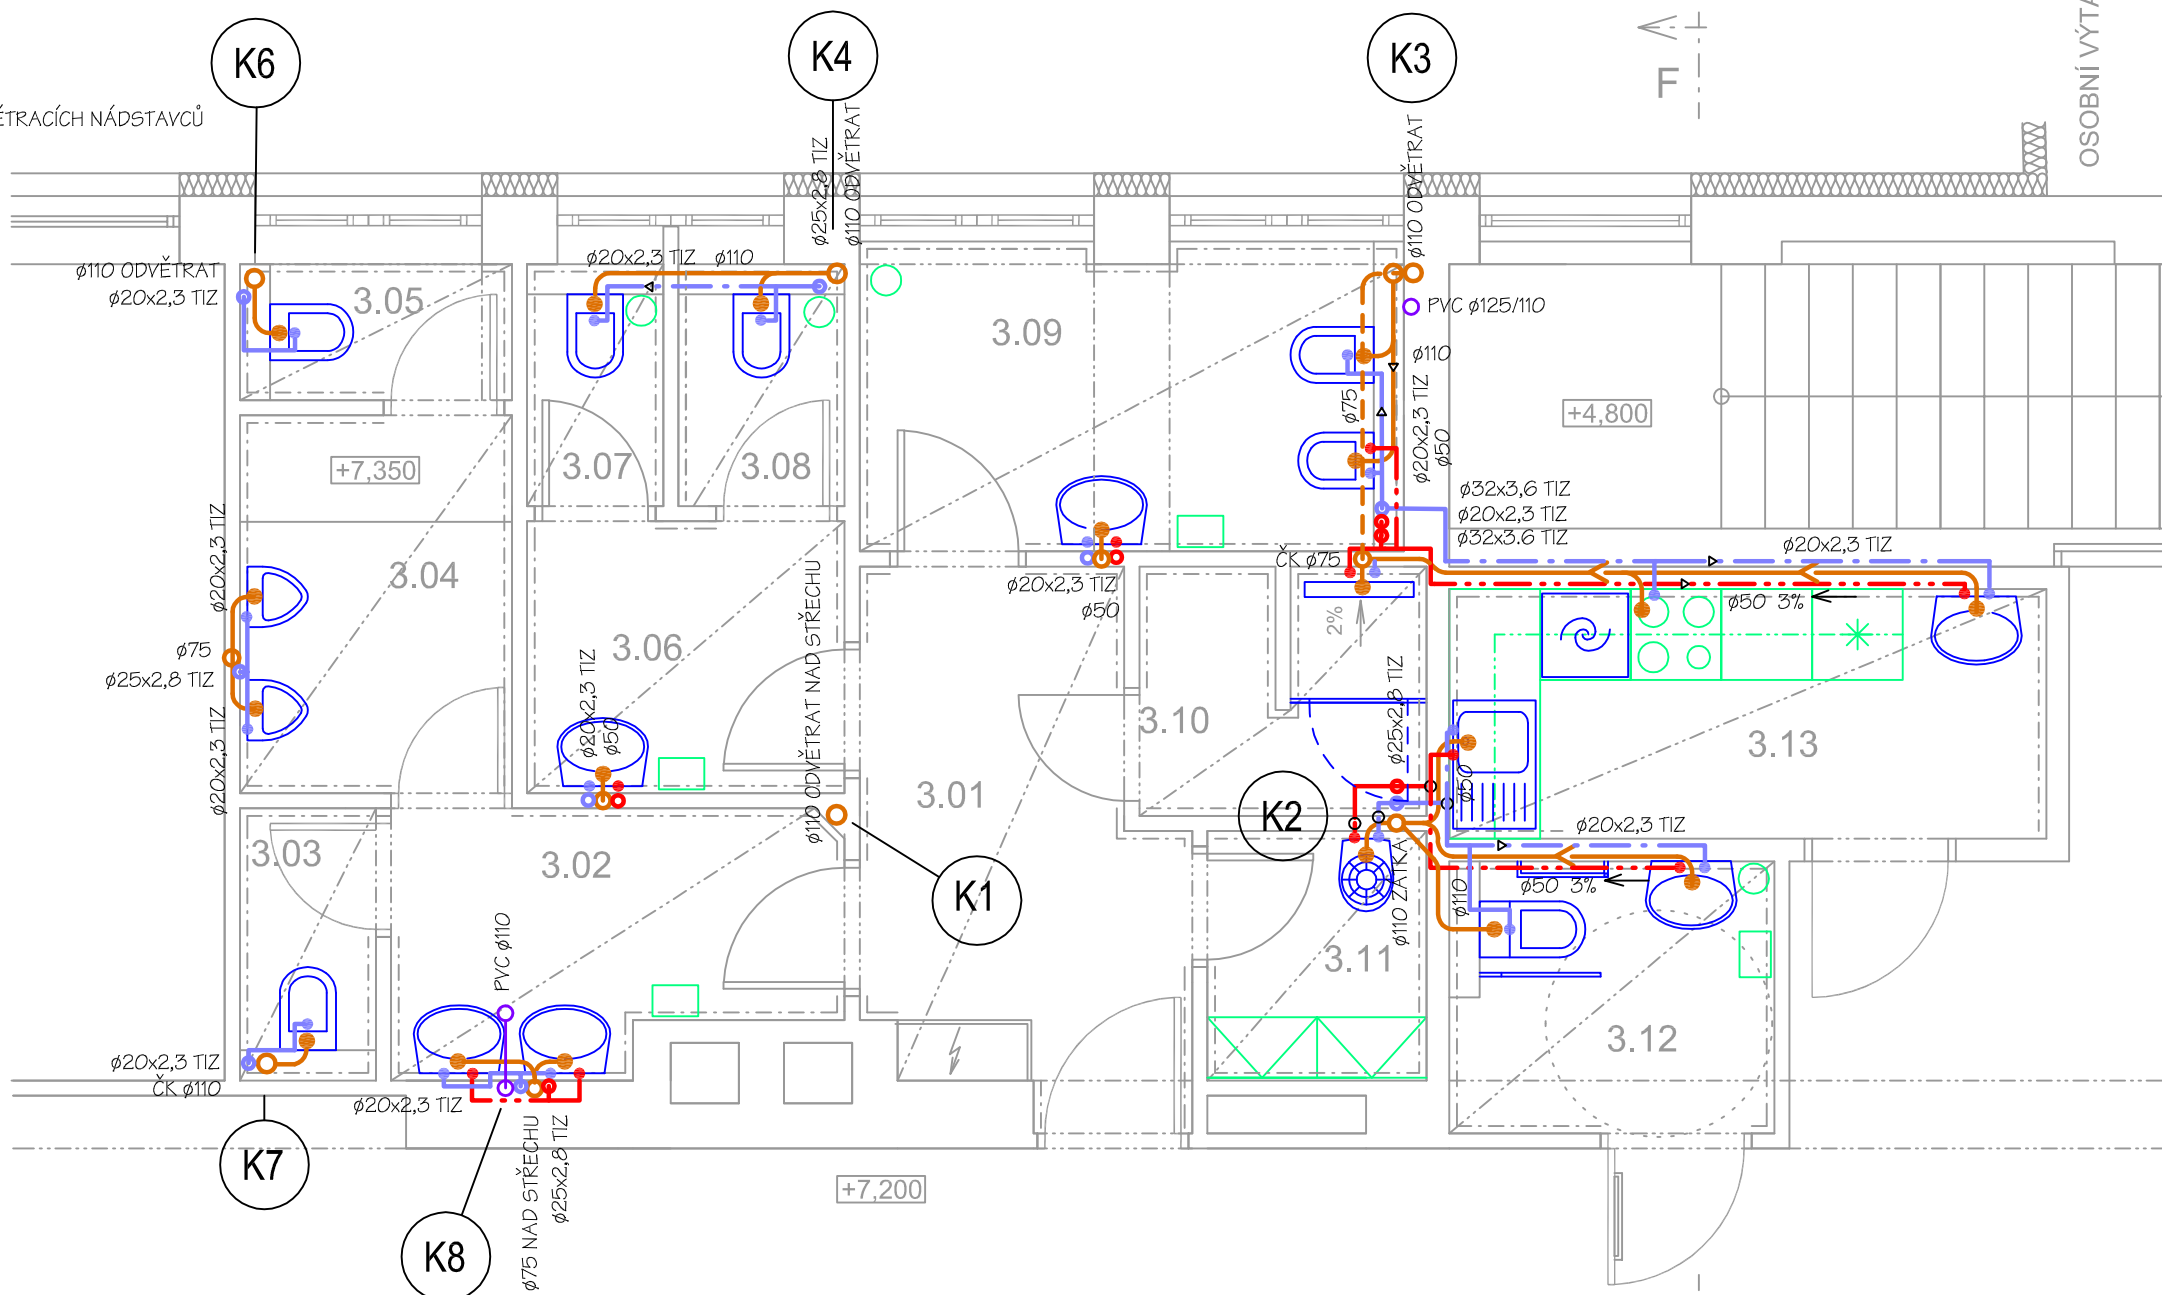 K6
K4
K3
F
OSOBNÍ VÝTA
ĚTRACÍCH NÁDSTAVCŮ
ø25x2,8 TIZ
ø110 ODVĚTRAT
ø110 ODVĚTRAT
ø110 ODVĚTRAT
ø20x2,3 TIZ
3.05
ø20x2,3 TIZ
ø110
3.09
PVC ø125/110
ø110
ø75
ø20x2,3 TIZ
ø50
+4,800
+7,350
3.07
3.08
ø32x3,6 TIZ
ø20x2,3 TIZ
ø32x3,6 TIZ
ø20x2,3 TIZ
ČK ø75
ø20x2,3 TIZ
3.04
ø20x2,3 TIZ
ø50
ø50 3%
2%
3.06
ø110 ODVĚTRAT NAD STŘECHU
ø75
ø25x2,8 TIZ
ø20x2,3 TIZ
ø20x2,3 TIZ
ø50
ø25x2,8 TIZ
3.10
3.13
3.01
ø50
K2
ø20x2,3 TIZ
3.03
3.02
K1
ø110 ZÁTKA
ø110
ø50 3%
PVC ø110
3.11
3.12
ø20x2,3 TIZ
ČK ø110
ø20x2,3 TIZ
K7
ø75 NAD STŘECHU
ø25x2,8 TIZ
+7,200
K8